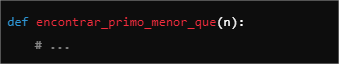 def encontrar_primo_menor_que(n):
    # ...